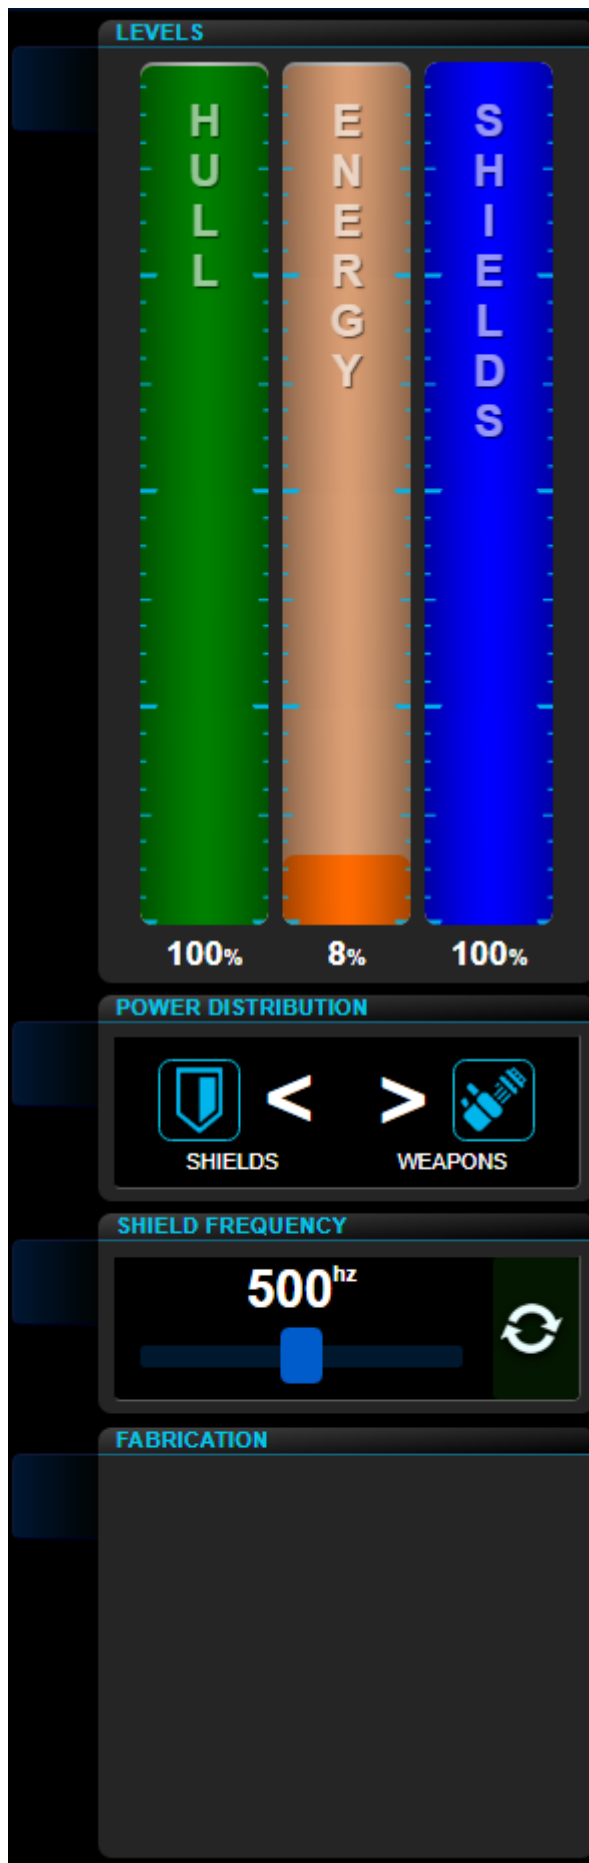 LEVELS
HULL
ENERGY
SHIELDS
100%
8%
100%
POWER DISTRIBUTION
< >
SHIELDS
WEAPONS
SHIELD FREQUENCY
500hz
FABRICATION